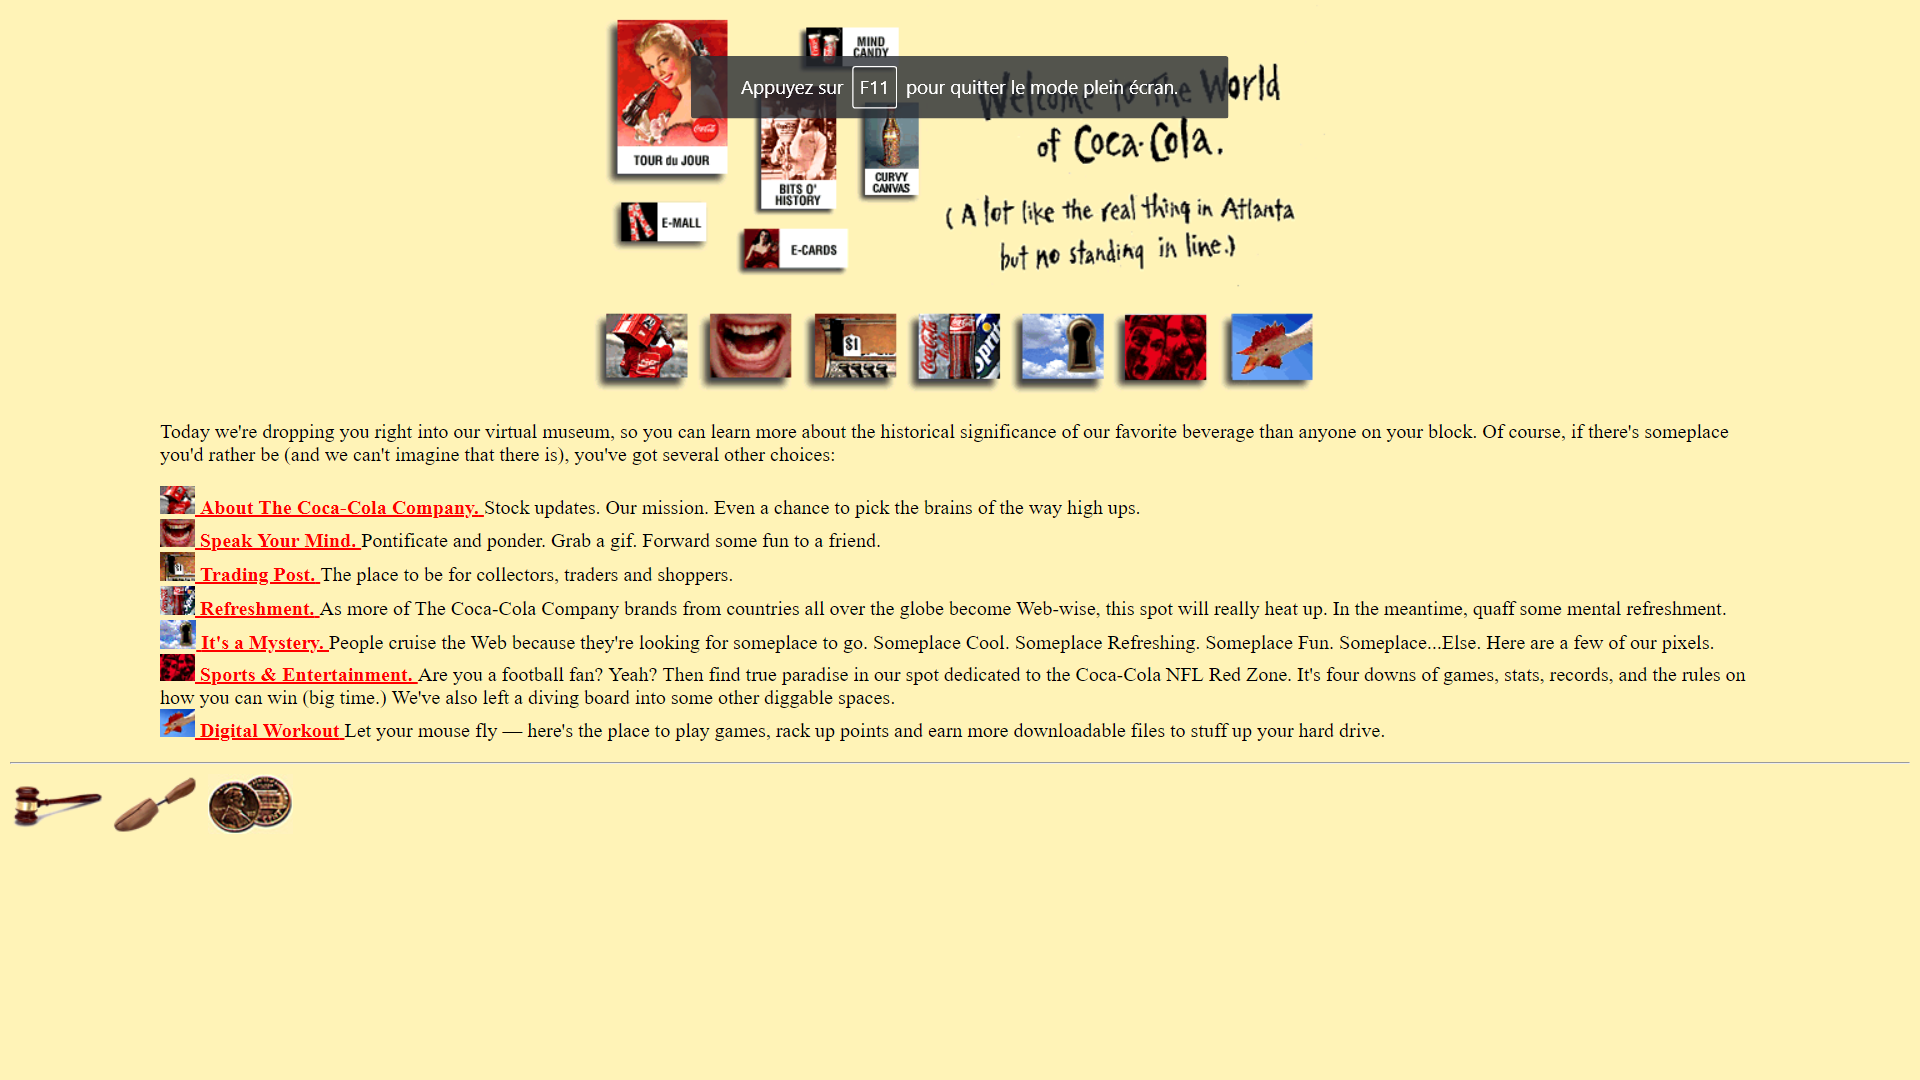 MIND
CANDY
Appuyez sur F11 pour quitter le mode plein écran.
Welcome to The World
of Coca-Cola.
TOUR du JOUR
BITS O'
HISTORY
CURVY
CANVAS
(A lot like the real thing in Atlanta
but no standing in line.)
E-MALL
E-CARDS
$1
Coca-Cola
Sprite
Today we're dropping you right into our virtual museum, so you can learn more about the historical significance of our favorite beverage than anyone on your block. Of course, if there's someplace
you'd rather be (and we can't imagine that there is), you've got several other choices:
About The Coca-Cola Company. Stock updates. Our mission. Even a chance to pick the brains of the way high ups.
Speak Your Mind. Pontificate and ponder. Grab a gif. Forward some fun to a friend.
Trading Post. The place to be for collectors, traders and shoppers.
Refreshment. As more of The Coca-Cola Company brands from countries all over the globe become Web-wise, this spot will really heat up. In the meantime, quaff some mental refreshment.
It's a Mystery. People cruise the Web because they're looking for someplace to go. Someplace Cool. Someplace Refreshing. Someplace Fun. Someplace...Else. Here are a few of our pixels.
Sports & Entertainment. Are you a football fan? Yeah? Then find true paradise in our spot dedicated to the Coca-Cola NFL Red Zone. It's four downs of games, stats, records, and the rules on
how you can win (big time.) We've also left a diving board into some other diggable spaces.
Digital Workout Let your mouse fly — here's the place to play games, rack up points and earn more downloadable files to stuff up your hard drive.